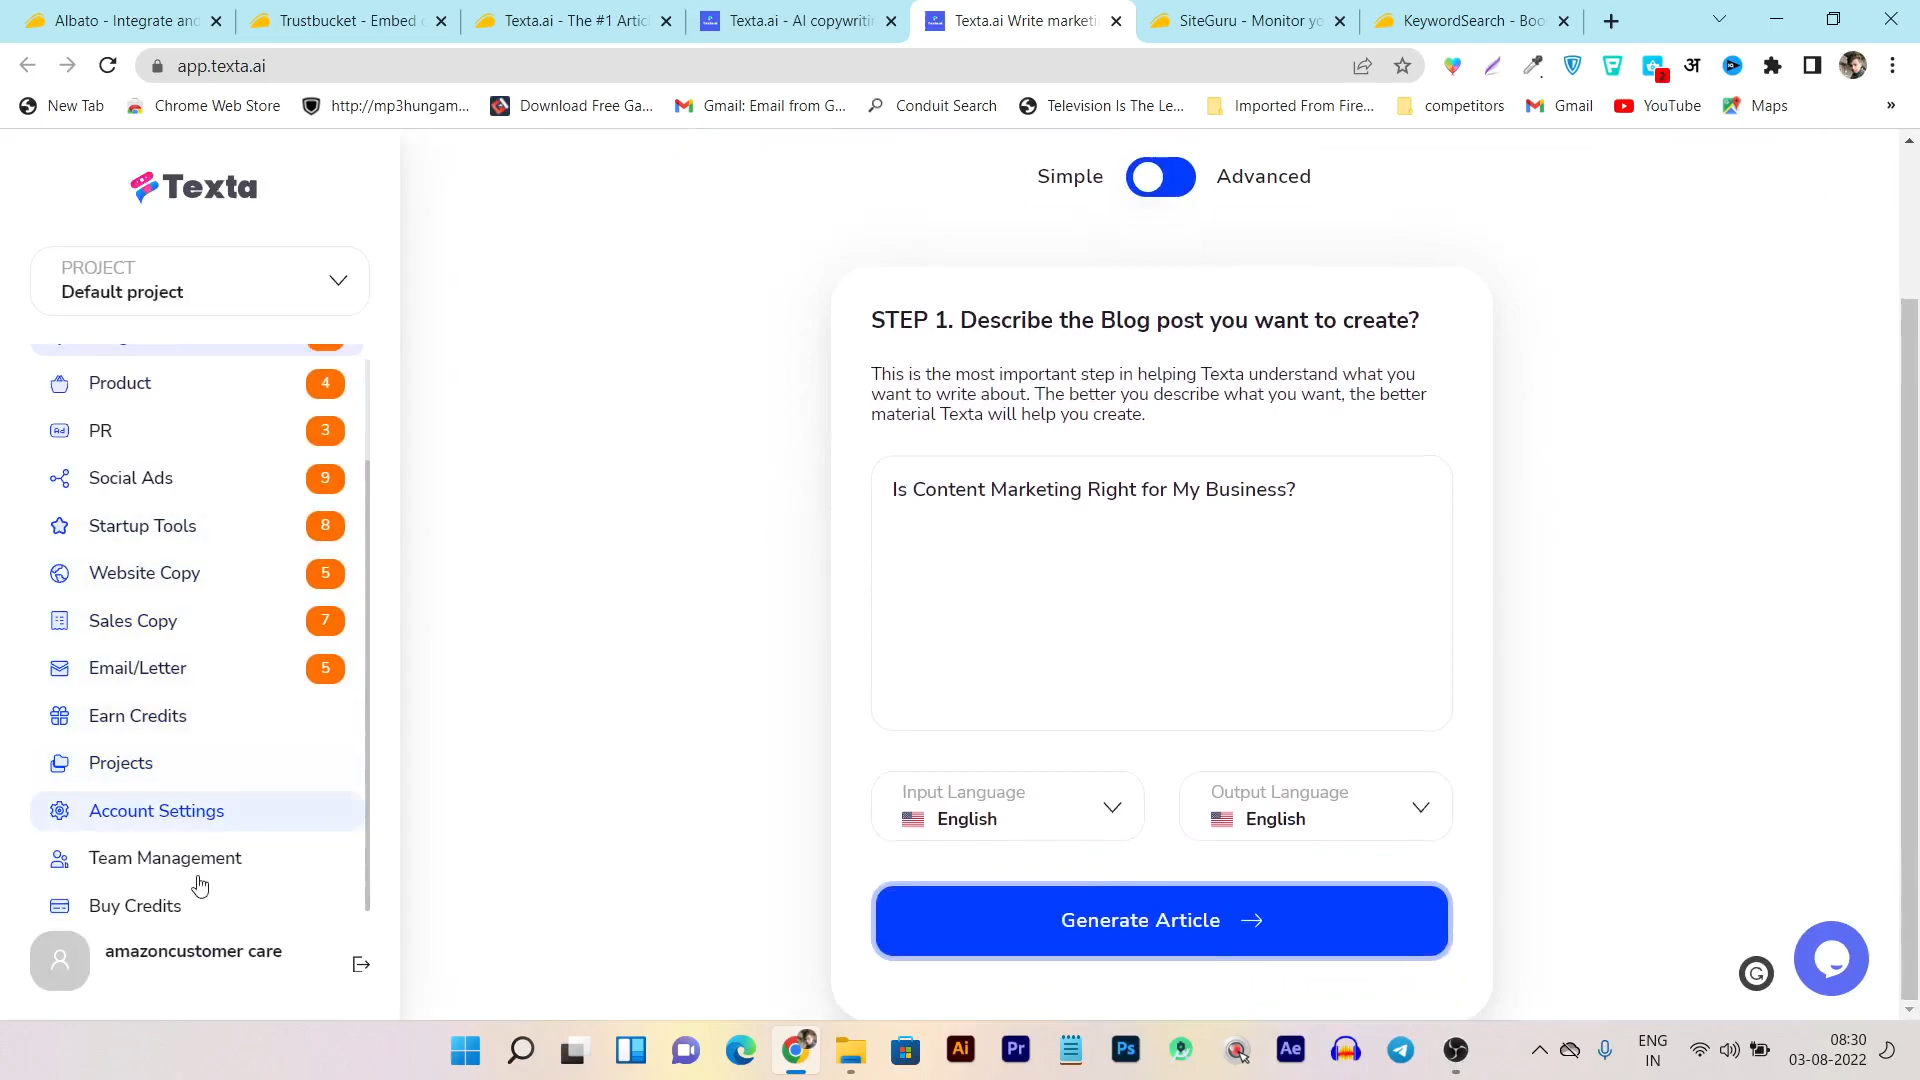 Albato - Integrate and
Trustbucket - Embed
Texta.ai - The #1 Artic
Texta.ai - AI copywriti
Texta.ai Write marketi
SiteGuru - Monitor yo
KeywordSearch - Boo
app.texta.ai
2
अ
New Tab
Chrome Web Store
http://mp3hungam...
Download Free Ga...
Gmail: Email from G...
Conduit Search
Television Is The Le...
Imported From Fire...
competitors
Gmail
YouTube
Maps
»
Texta
PROJECT
Default project
Product 4
Ad PR 3
Social Ads 9
Startup Tools 8
Website Copy 5
Sales Copy 7
Email/Letter 5
Earn Credits
Projects
Account Settings
Team Management
Buy Credits
amazoncustomer care
Simple Advanced
STEP 1. Describe the Blog post you want to create?
This is the most important step in helping Texta understand what you
want to write about. The better you describe what you want, the better
material Texta will help you create.
Is Content Marketing Right for My Business?
Input Language
English
Output Language
English
Generate Article
G
Ai
Pr
Ps
Ae
ENG
IN
08:30
03-08-2022